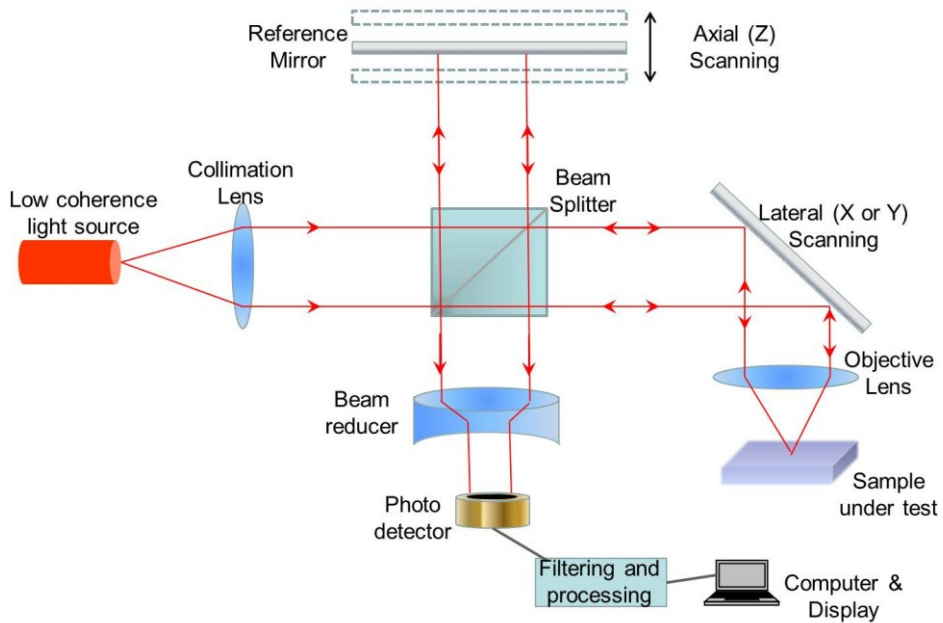 Reference
Mirror
Axial (Z)
Scanning
Collimation
Lens
Beam
Splitter
Low coherence
light source
Lateral (X or Y)
Scanning
Objective
Lens
Beam
reducer
Sample
under test
Photo
detector
Filtering and
processing
Computer &
Display